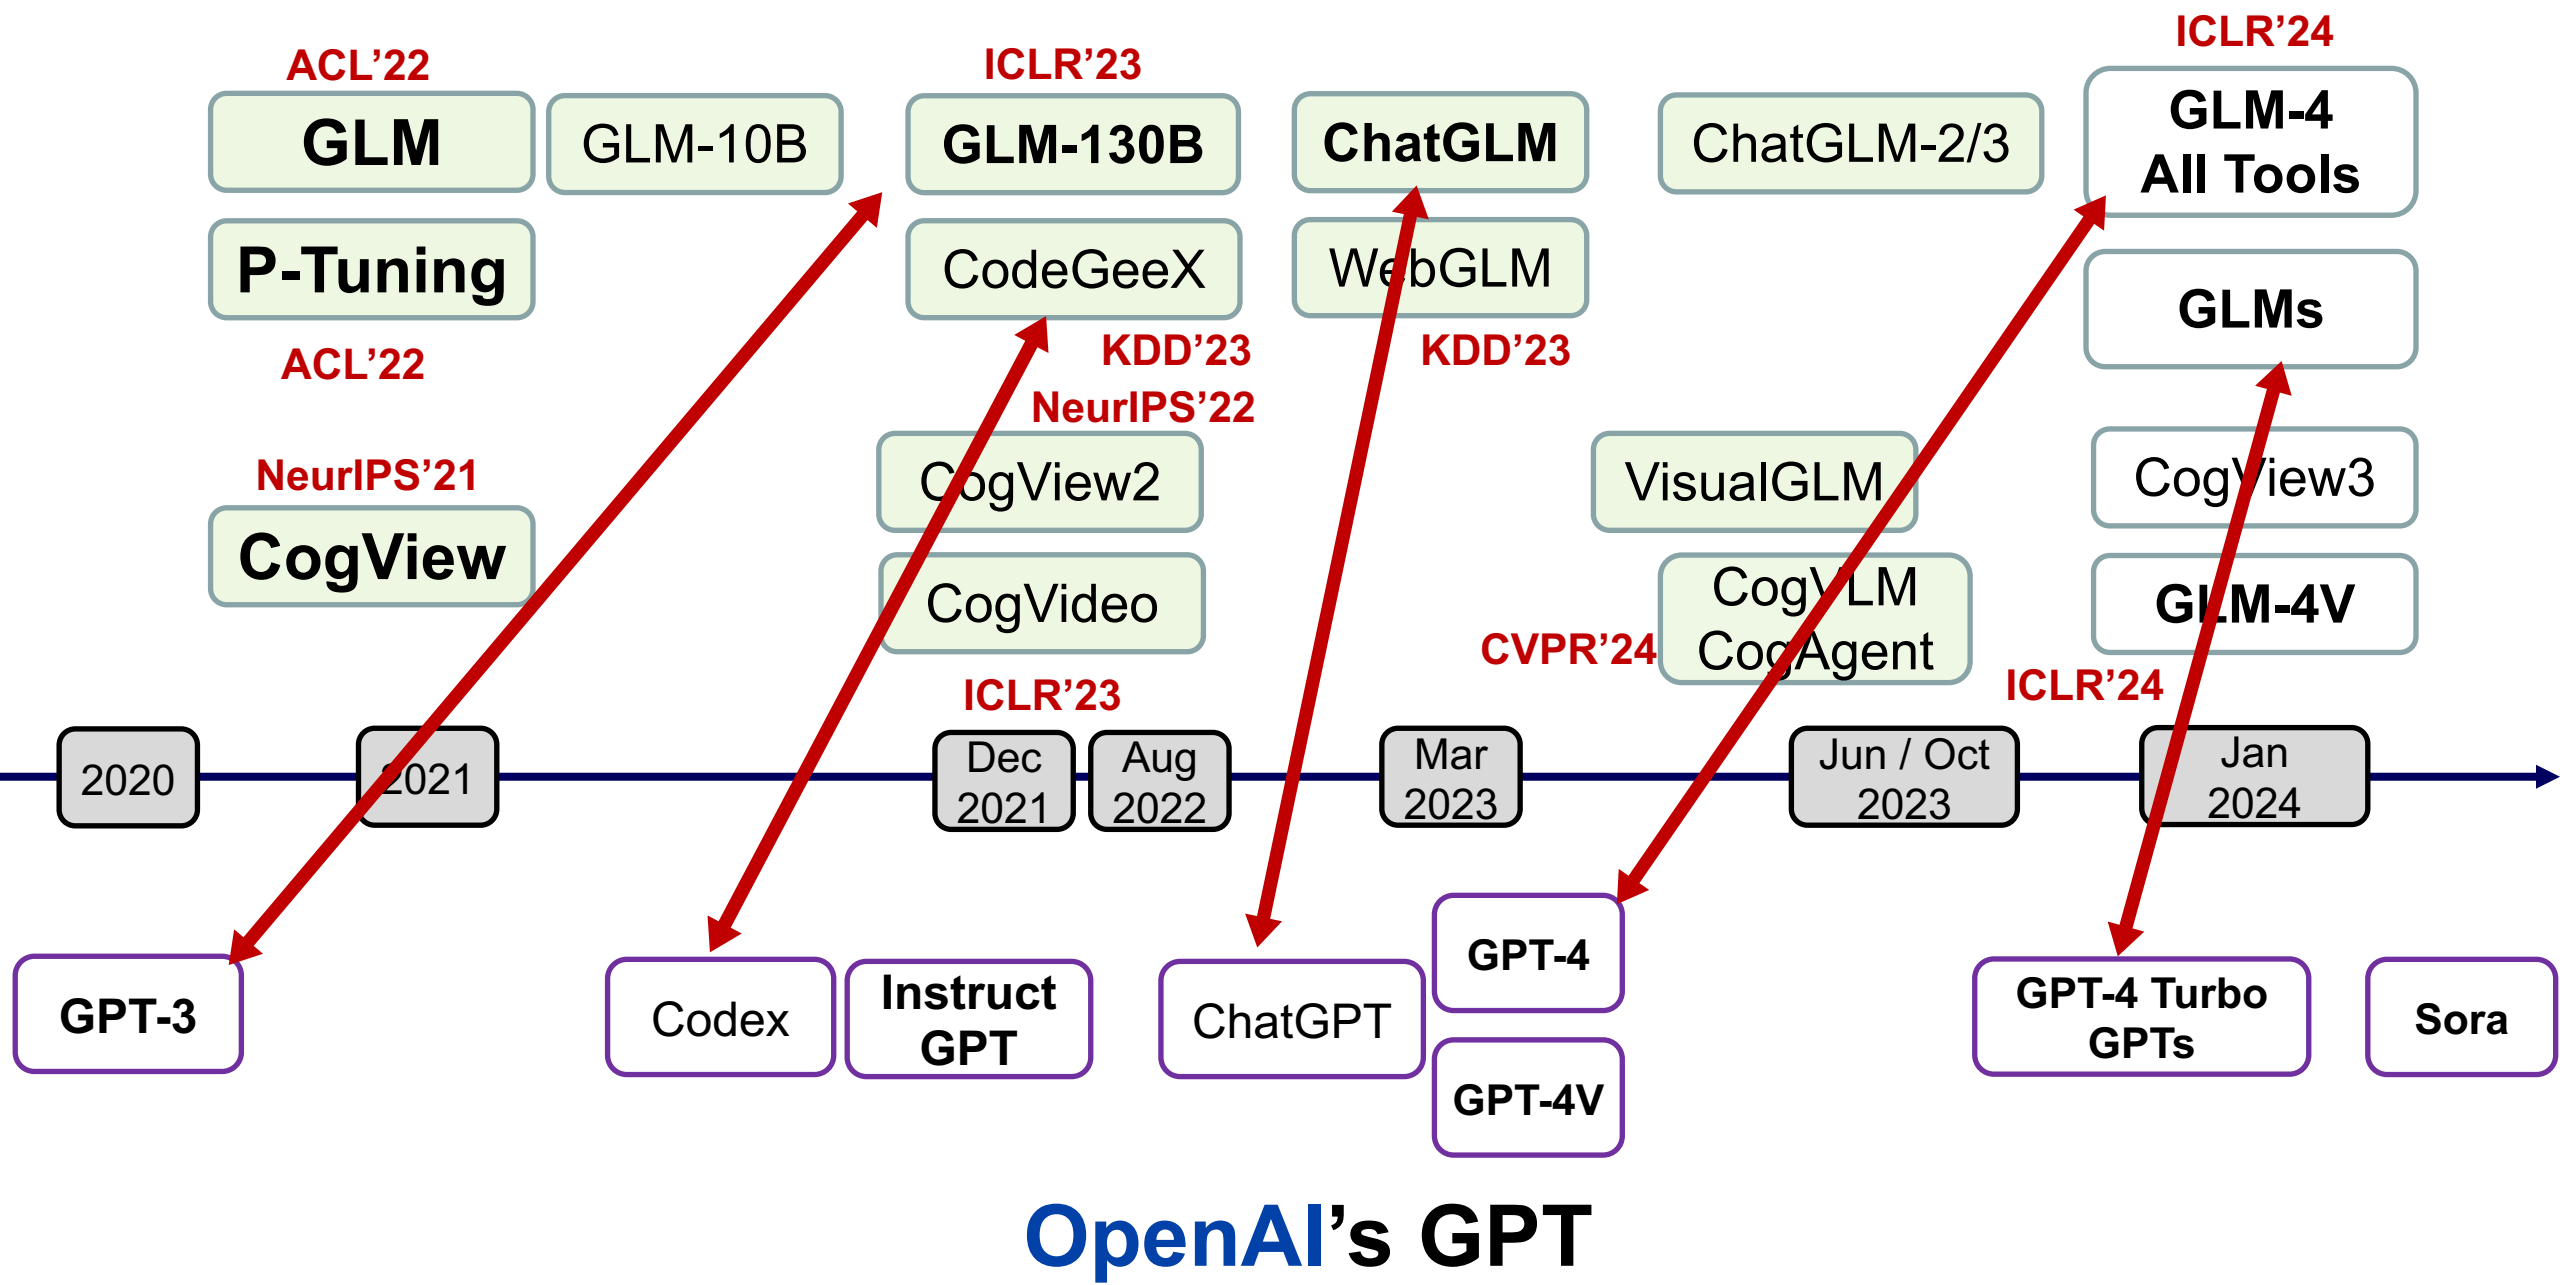 ICLR’24
ACL’22
ICLR’23
GLM
GLM-10B
GLM-130B
ChatGLM
ChatGLM-2/3
GLM-4
All Tools
P-Tuning
CodeGeeX
WebGLM
GLMs
ACL’22
KDD’23
KDD’23
NeurIPS’22
NeurIPS’21
CogView2
VisualGLM
CogView3
CogView
CogVideo
CogVLM
CogAgent
GLM-4V
CVPR’24
ICLR’23
ICLR’24
2020
2021
Dec
2021
Aug
2022
Mar
2023
Jun / Oct
2023
Jan
2024
GPT-3
Codex
Instruct
GPT
ChatGPT
GPT-4
GPT-4V
GPT-4 Turbo
GPTs
Sora
OpenAI’s GPT